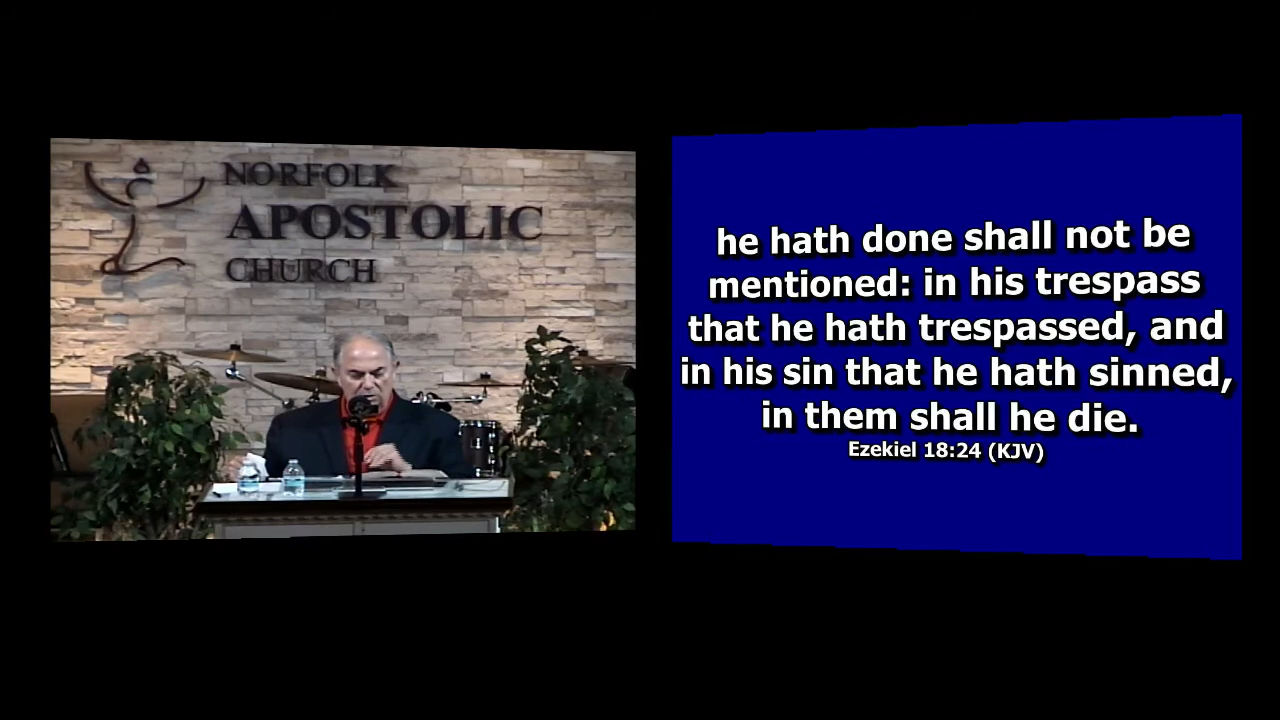 NORFOLK
APOSTOLIC
CHURCH
he hath done shall not be
mentioned: in his trespass
that he hath trespassed, and
in his sin that he hath sinned,
in them shall he die.
Ezekiel 18:24 (KJV)